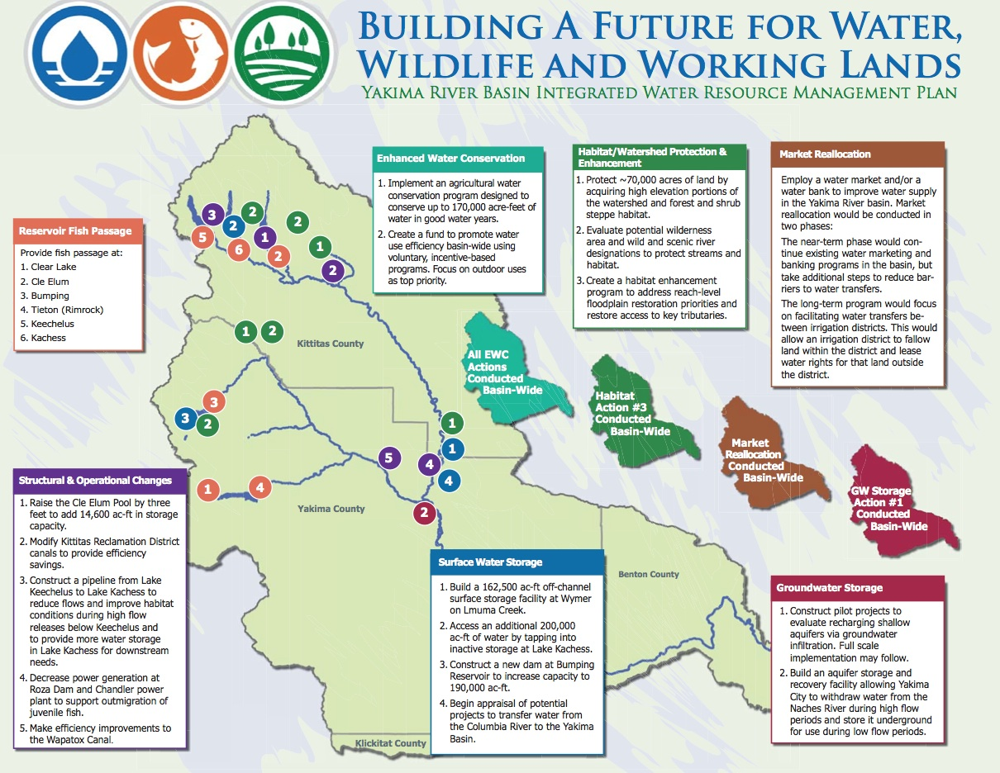 BUILDING A FUTURE FOR WATER,
WILDLIFE AND WORKING LANDS
YAKIMA RIVER BASIN INTEGRATED WATER RESOURCE MANAGEMENT PLAN
Reservoir Fish Passage
Provide fish passage at:
1. Clear Lake
2. Cle Elum
3. Bumping
4. Tieton (Rimrock)
5. Keechelus
6. Kachess
Enhanced Water Conservation
1. Implement an agricultural water
conservation program designed to
conserve up to 170,000 acre-feet of
water in good water years.
2. Create a fund to promote water
use efficiency basin-wide using
voluntary, incentive-based
programs. Focus on outdoor uses
as top priority.
Habitat/Watershed Protection &
Enhancement
1. Protect ~70,000 acres of land by
acquiring high elevation portions of
the watershed and forest and shrub
steppe habitat.
2. Evaluate potential wilderness
area and wild and scenic river
designations to protect streams and
habitat.
3. Create a habitat enhancement
program to address reach-level
floodplain restoration priorities and
restore access to key tributaries.
Market Reallocation
Employ a water market and/or a
water bank to improve water supply
in the Yakima River basin. Market
reallocation would be conducted in
two phases:
The near-term phase would con-
tinue existing water marketing and
banking programs in the basin, but
take additional steps to reduce bar-
riers to water transfers.
The long-term program would focus
on facilitating water transfers be-
tween irrigation districts. This would
allow an irrigation district to fallow
land within the district and lease
water rights for that land outside
the district.
3
2
2
2
5
6
1
2
1
2
1
2
Kittitas County
3
3
2
1
1
5
4
4
1
4
2
Yakima County
Benton County
Klickitat County
All EWC
Actions
Conducted
Basin-Wide
Habitat
Action #3
Conducted
Basin-Wide
Market
Reallocation
Conducted
Basin-Wide
GW Storage
Action #1
Conducted
Basin-Wide
Structural & Operational Changes
1. Raise the Cle Elum Pool by three
feet to add 14,600 ac-ft in storage
capacity.
2. Modify Kittitas Reclamation District
canals to provide efficiency
savings.
3. Construct a pipeline from Lake
Keechelus to Lake Kachess to
reduce flows and improve habitat
conditions during high flow
releases below Keechelus and
to provide more water storage
in Lake Kachess for downstream
needs.
4. Decrease power generation at
Roza Dam and Chandler power
plant to support outmigration of
juvenile fish.
5. Make efficiency improvements to
the Wapatox Canal.
Surface Water Storage
1. Build a 162,500 ac-ft off-channel
surface storage facility at Wymer
on Lmuma Creek.
2. Access an additional 200,000
ac-ft of water by tapping into
inactive storage at Lake Kachess.
3. Construct a new dam at Bumping
Reservoir to increase capacity to
190,000 ac-ft.
4. Begin appraisal of potential
projects to transfer water from
the Columbia River to the Yakima
Basin.
Groundwater Storage
1. Construct pilot projects to
evaluate recharging shallow
aquifers via groundwater
infiltration. Full scale
implementation may follow.
2. Build an aquifer storage and
recovery facility allowing Yakima
City to withdraw water from the
Naches River during high flow
periods and store it underground
for use during low flow periods.